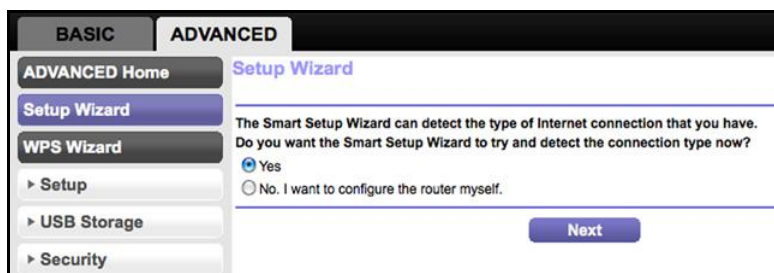 BASIC ADVANCED
ADVANCED Home
Setup Wizard
WPS Wizard
Setup
USB Storage
Security
Setup Wizard
The Smart Setup Wizard can detect the type of Internet connection that you have.
Do you want the Smart Setup Wizard to try and detect the connection type now?
Yes
No. I want to configure the router myself.
Next